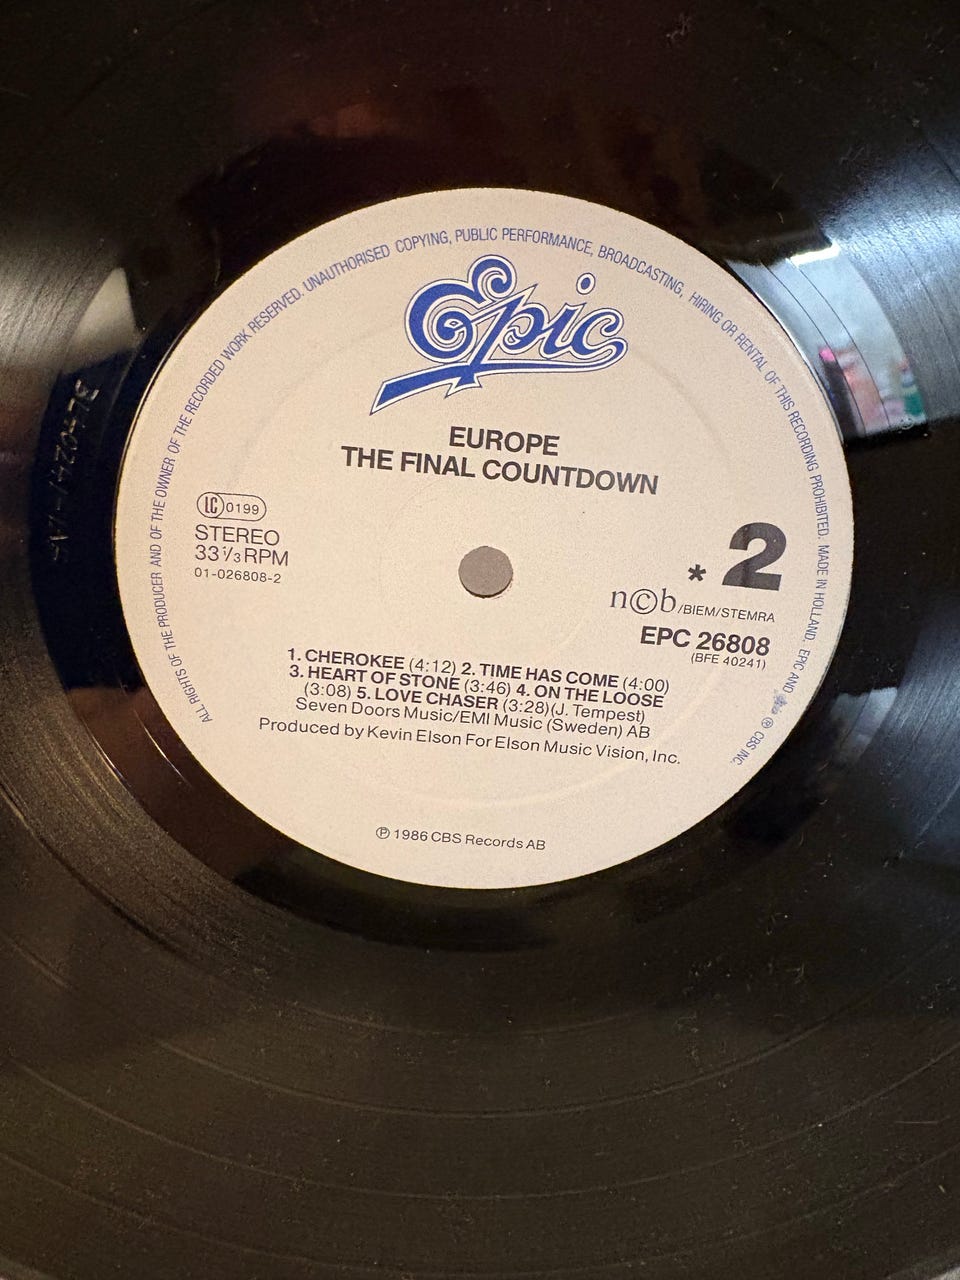 ALL RIGHTS OF THE PRODUCER AND OF THE OWNER OF THE RECORDED WORK RESERVED. UNAUTHORISED COPYING, PUBLIC PERFORMANCE, BROADCASTING, HIRING OR RENTAL OF THIS RECORDING PROHIBITED. MADE IN HOLLAND. EPIC AND ® ℗ CBS INC.
Epic
EUROPE
THE FINAL COUNTDOWN
LC 0199
STEREO
33 1/3 RPM
01-026808-2
* 2
n©b/BIEM/STEMRA
EPC 26808
(BFE 40241)
1. CHEROKEE (4:12) 2. TIME HAS COME (4:00)
3. HEART OF STONE (3:46) 4. ON THE LOOSE
(3:08) 5. LOVE CHASER (3:28)(J. Tempest)
Seven Doors Music/EMI Music (Sweden) AB
Produced by Kevin Elson For Elson Music Vision, Inc.
℗ 1986 CBS Records AB